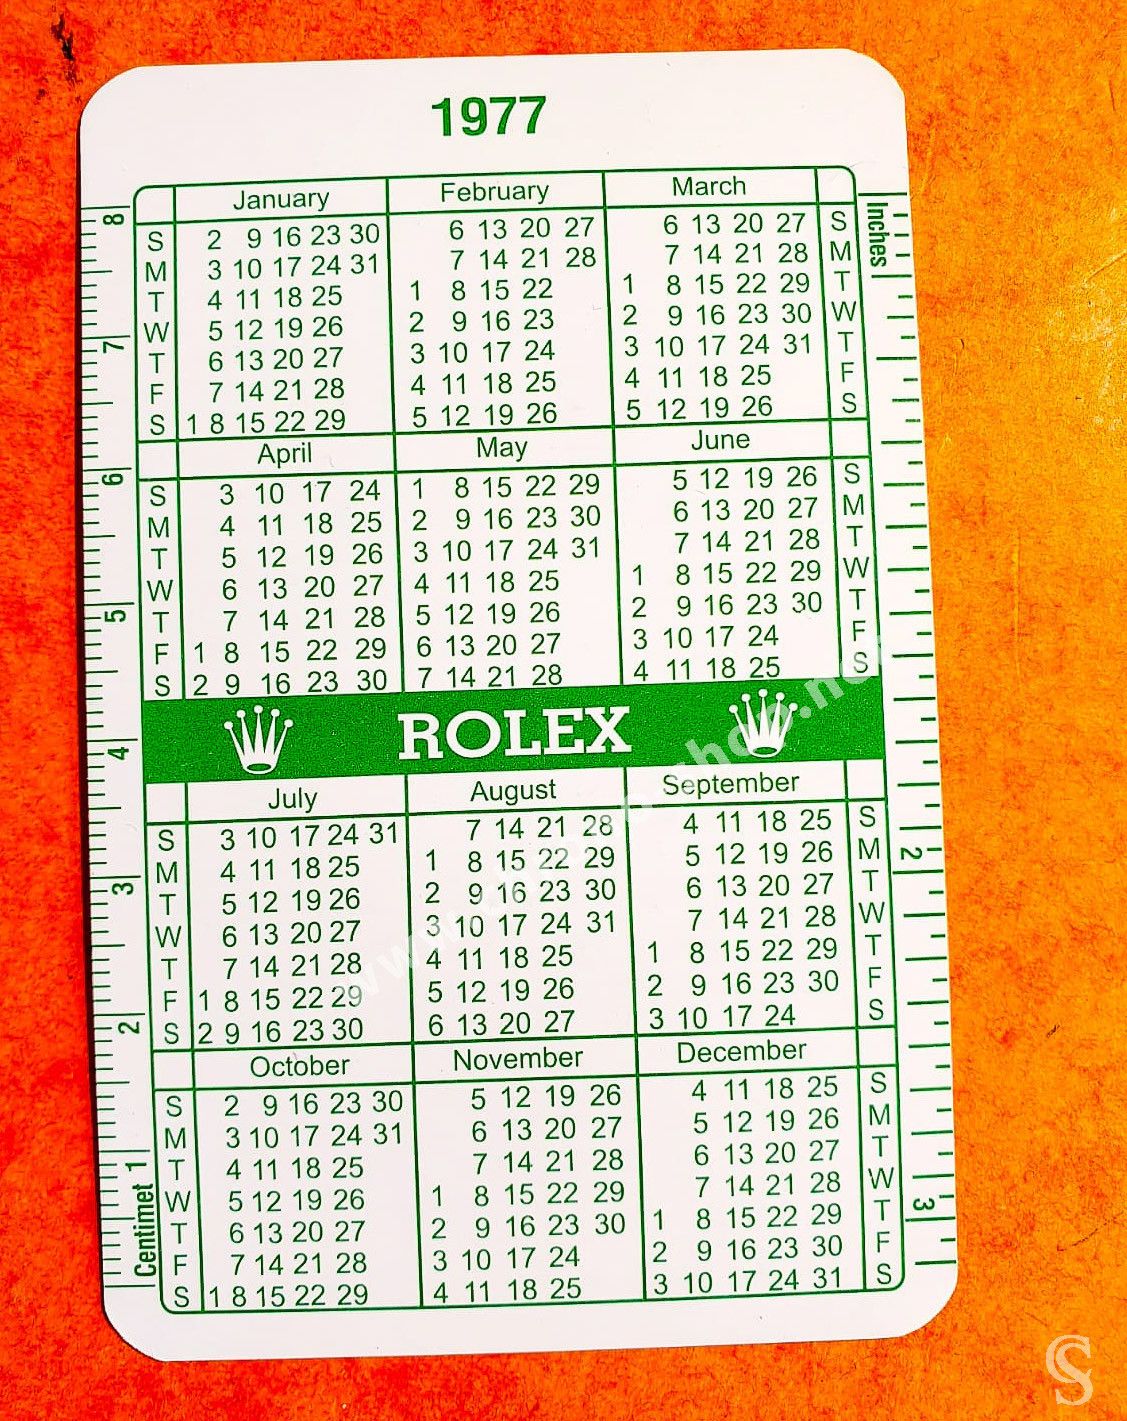 1977
January February March
S 2 9 16 23 30 6 13 20 27 6 13 20 27 S
M 3 10 17 24 31 7 14 21 28 7 14 21 28 M
T 4 11 18 25 1 8 15 22 1 8 15 22 29 T
W 5 12 19 26 2 9 16 23 2 9 16 23 30 W
T 6 13 20 27 3 10 17 24 3 10 17 24 31 T
F 7 14 21 28 4 11 18 25 4 11 18 25 F
S 1 8 15 22 29 5 12 19 26 5 12 19 26 S
April May June
S 3 10 17 24 1 8 15 22 29 5 12 19 26 S
M 4 11 18 25 2 9 16 23 30 6 13 20 27 M
T 5 12 19 26 3 10 17 24 31 7 14 21 28 T
W 6 13 20 27 4 11 18 25 1 8 15 22 29 W
T 7 14 21 28 5 12 19 26 2 9 16 23 30 T
F 1 8 15 22 29 6 13 20 27 3 10 17 24 F
S 2 9 16 23 30 7 14 21 28 4 11 18 25 S
ROLEX
July August September
S 3 10 17 24 31 7 14 21 28 4 11 18 25 S
M 4 11 18 25 1 8 15 22 29 5 12 19 26 M
T 5 12 19 26 2 9 16 23 30 6 13 20 27 T
W 6 13 20 27 3 10 17 24 31 7 14 21 28 W
T 7 14 21 28 4 11 18 25 1 8 15 22 29 T
F 1 8 15 22 29 5 12 19 26 2 9 16 23 30 F
S 2 9 16 23 30 6 13 20 27 3 10 17 24 S
October November December
S 2 9 16 23 30 5 12 19 26 4 11 18 25 S
M 3 10 17 24 31 6 13 20 27 5 12 19 26 M
T 4 11 18 25 7 14 21 28 6 13 20 27 T
W 5 12 19 26 1 8 15 22 29 7 14 21 28 W
T 6 13 20 27 2 9 16 23 30 1 8 15 22 29 T
F 7 14 21 28 3 10 17 24 2 9 16 23 30 F
S 1 8 15 22 29 4 11 18 25 3 10 17 24 31 S
8
7
6
5
4
3
2
Centimet 1
Inches
2
3